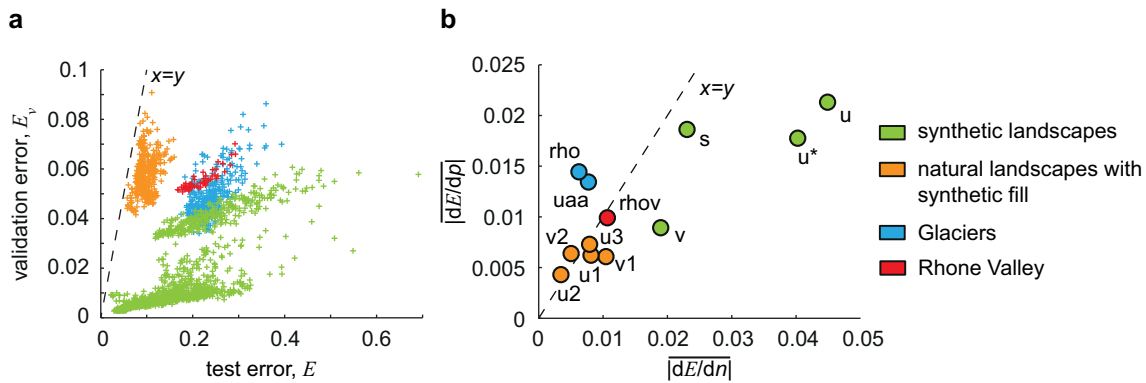 a
b
0.1
0.08
0.06
0.04
0.02
0
validation error, E_v
x=y
0
0.2
0.4
0.6
test error, E
0.025
0.02
0.015
0.01
0.005
0
|dE/dp|
x=y
s
u
u*
rho
uaa
rhov
v
v2
u3
u1
v1
u2
0
0.01
0.02
0.03
0.04
0.05
|dE/dn|
synthetic landscapes
natural landscapes with
synthetic fill
Glaciers
Rhone Valley